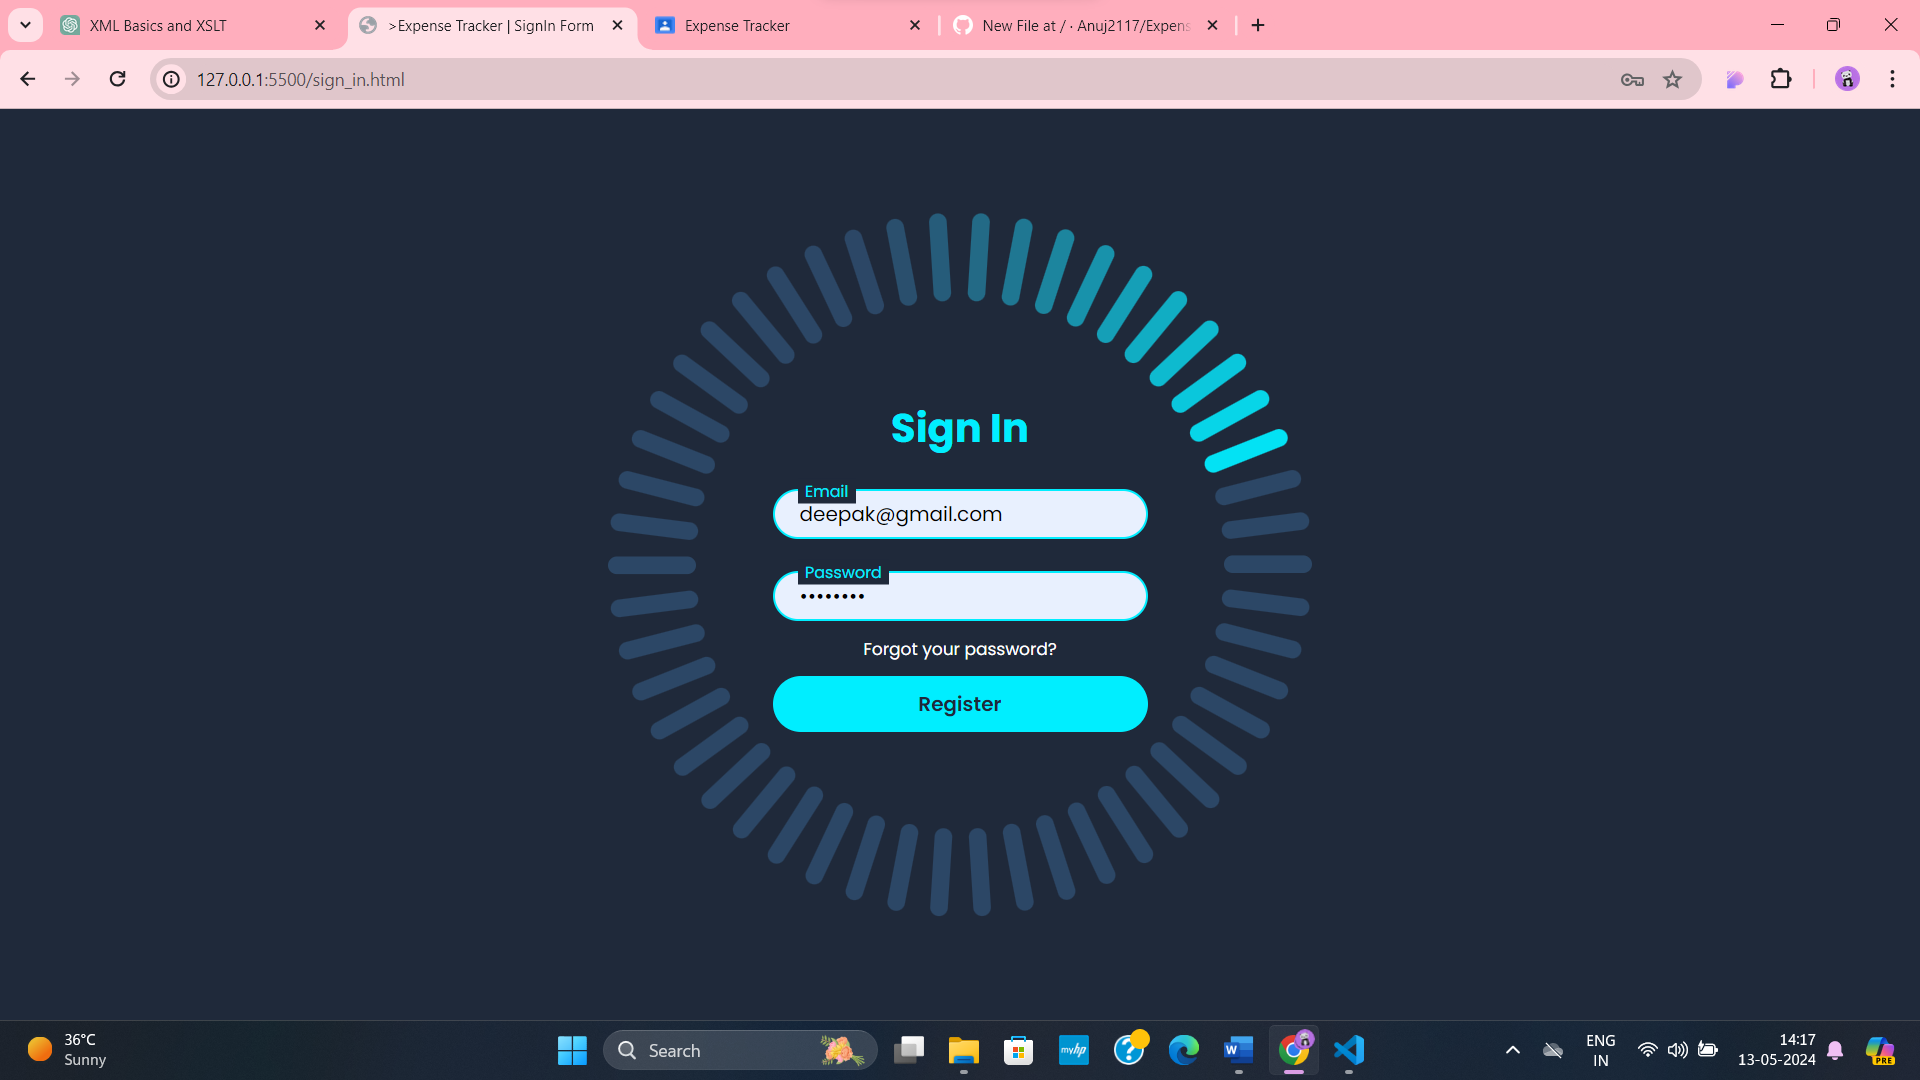 XML Basics and XSLT
>Expense Tracker | SignIn Form
Expense Tracker
New File at / · Anuj2117/Expens
127.0.0.1:5500/sign_in.html
Sign In
Email
deepak@gmail.com
Password
••••••••
Forgot your password?
Register
36°C
Sunny
Search
myhp
W
PRE
ENG
IN
14:17
13-05-2024